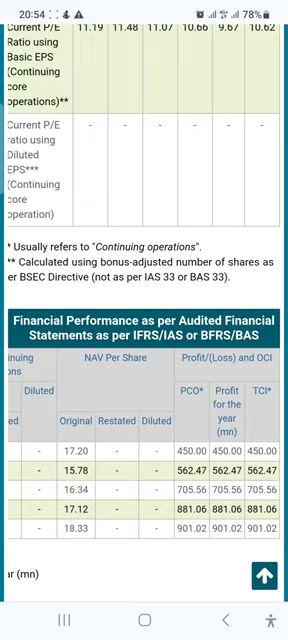 20:54 78%
Current P/E 11.19 11.48 11.07 10.66 9.67 10.62
Ratio using
Basic EPS
(Continuing
core
operations)**
Current P/E - - - - - -
ratio using
Diluted
EPS***
(Continuing
core
operation)
* Usually refers to "Continuing operations".
** Calculated using bonus-adjusted number of shares as
er BSEC Directive (not as per IAS 33 or BAS 33).
Financial Performance as per Audited Financial
Statements as per IFRS/IAS or BFRS/BAS
inuing NAV Per Share Profit/(Loss) and OCI
ons
Diluted PCO* Profit TCI*
for the
ed Original Restated Diluted year
(mn)
- 17.20 - - 450.00 450.00 450.00
- 15.78 - - 562.47 562.47 562.47
- 16.34 - - 705.56 705.56 705.56
- 17.12 - - 881.06 881.06 881.06
- 18.33 - - 901.02 901.02 901.02
ar (mn)